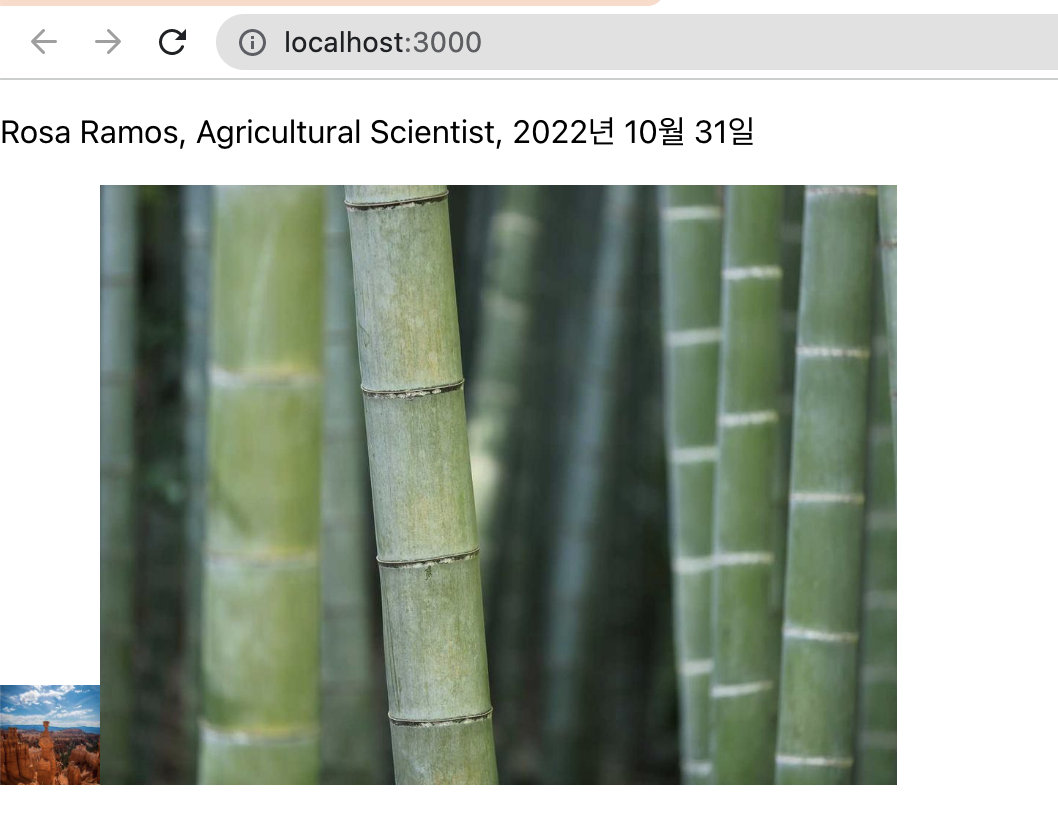 localhost:3000
Rosa Ramos, Agricultural Scientist, 2022년 10월 31일